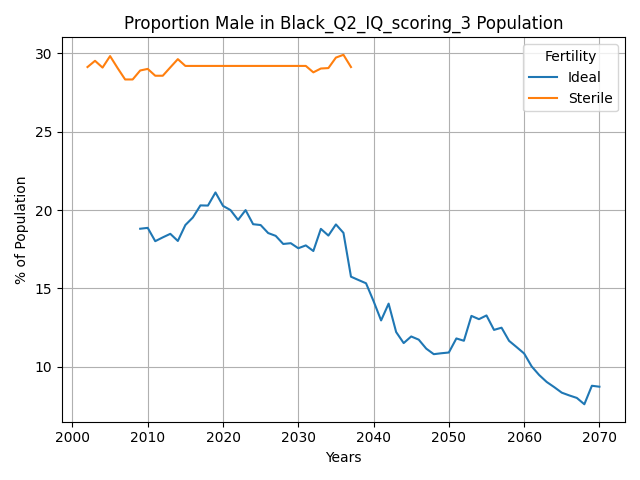 Proportion Male in Black_Q2_IQ_scoring_3 Population
Fertility
Ideal
Sterile
% of Population
30
25
20
15
10
2000 2010 2020 2030 2040 2050 2060 2070
Years